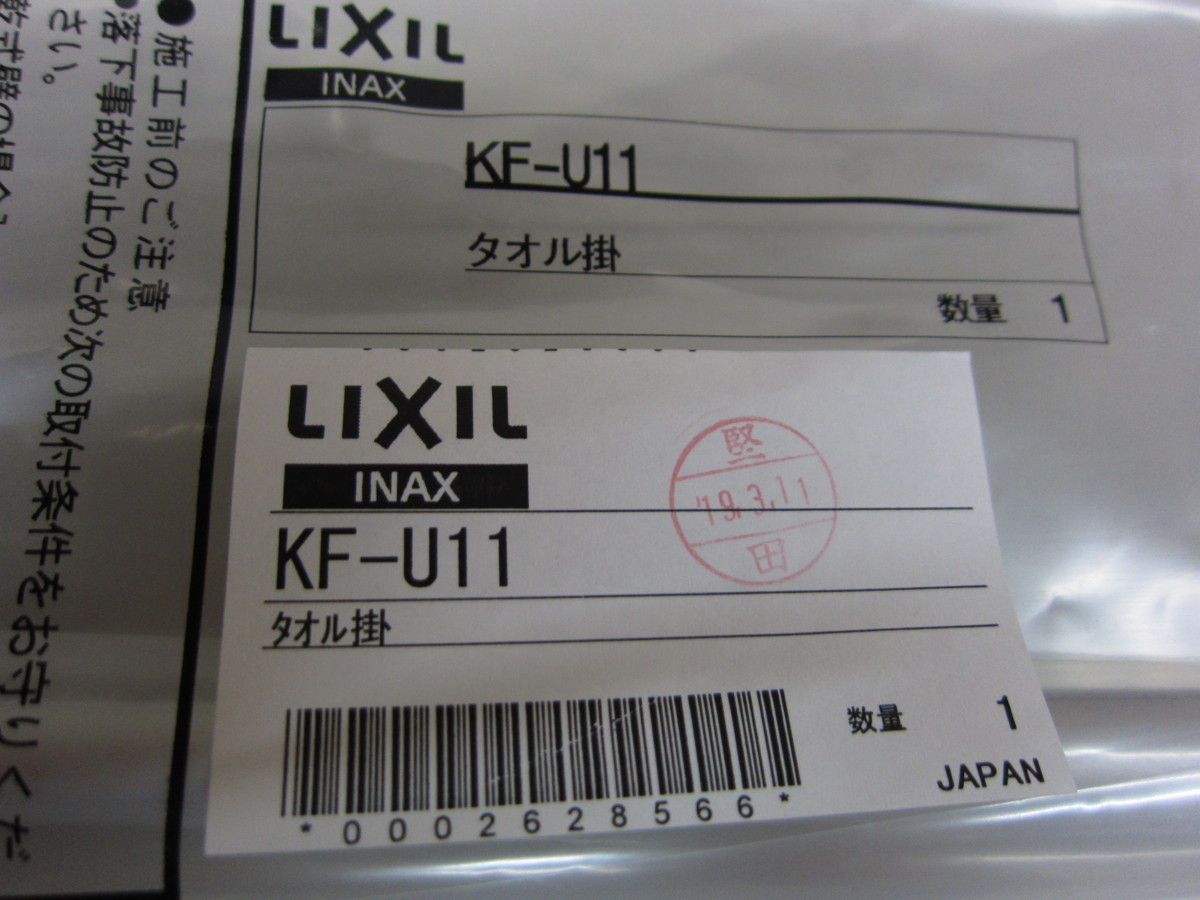 ●施工前のご注意
●落下事故防止のため次の取付条件をお守りくだ
さい。
LIXIL
INAX
KF-U11
タオル掛
数量 1
LIXIL
INAX
堅
'19.3.11
田
KF-U11
タオル掛
*0002628566*
数量 1
JAPAN